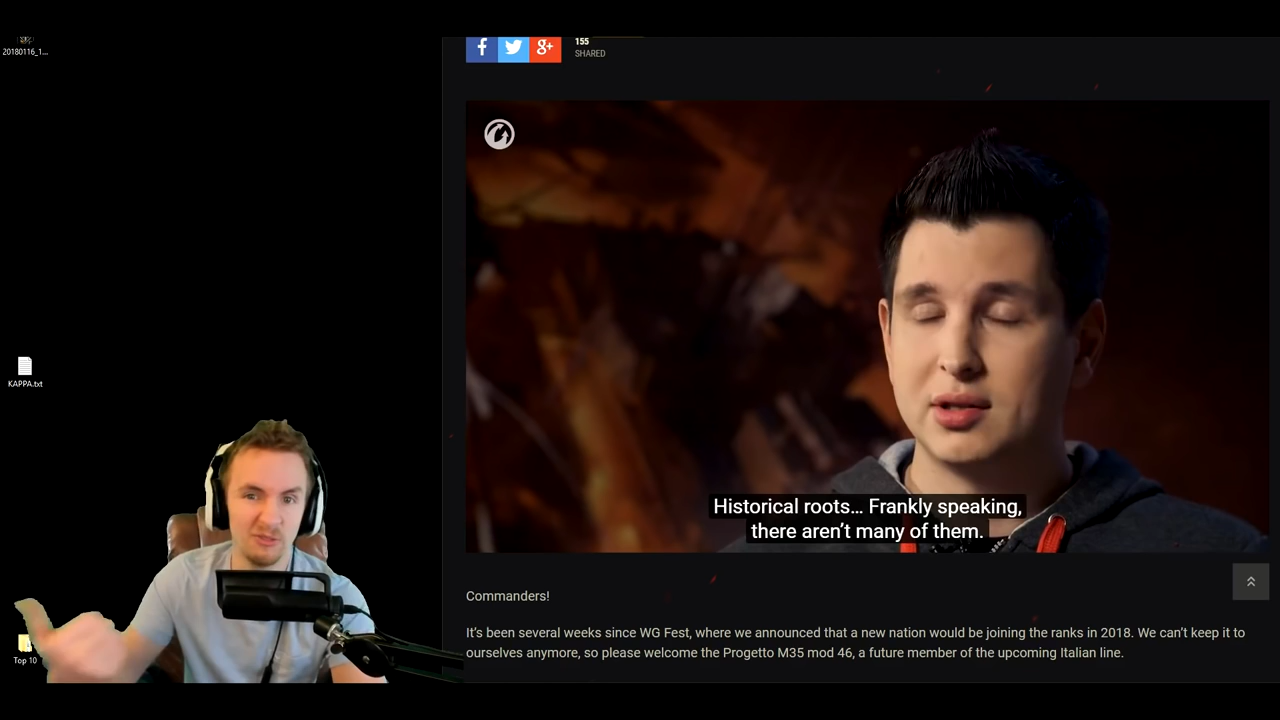 20180116_1...
f
g+
155
SHARED
KAPPA.txt
Historical roots... Frankly speaking,
there aren't many of them.
Commanders!
It's been several weeks since WG Fest, where we announced that a new nation would be joining the ranks in 2018. We can't keep it to
ourselves anymore, so please welcome the Progetto M35 mod 46, a future member of the upcoming Italian line.
Top 10